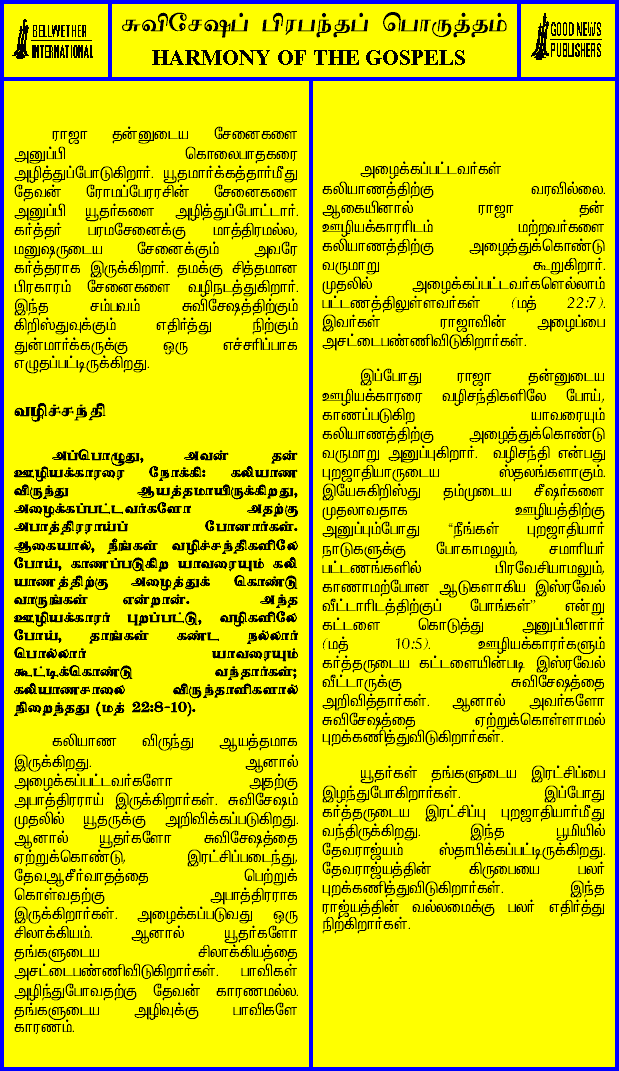 BELLWETHER
INTERNATIONAL
சுவிசேஷப் பிரபந்தப் பொருத்தம்
HARMONY OF THE GOSPELS
GOOD NEWS
PUBLISHERS
ராஜா தன்னுடைய சேனைகளை
அனுப்பி கொலைபாதகரை
அழித்துப்போடுகிறார். யூதமார்க்கத்தார்மீது
தேவன் ரோமப்பேரரசின் சேனைகளை
அனுப்பி யூதர்களை அழித்துப்போட்டார்.
கர்த்தர் பரமசேனைக்கு மாத்திரமல்ல,
மனுஷருடைய சேனைக்கும் அவரே
கர்த்தராக இருக்கிறார். தமக்கு சித்தமான
பிரகாரம் சேனைகளை வழிநடத்துகிறார்.
இந்த சம்பவம் சுவிசேஷத்திற்கும்
கிறிஸ்துவுக்கும் எதிர்த்து நிற்கும்
துன்மார்க்கருக்கு ஒரு எச்சரிப்பாக
எழுதப்பட்டிருக்கிறது.
வழிச்சந்தி
அப்பொழுது, அவன் தன்
ஊழியக்காரரை நோக்கி: கலியாண
விருந்து ஆயத்தமாயிருக்கிறது,
அழைக்கப்பட்டவர்களோ அதற்கு
அபாத்திரராய்ப் போனார்கள்.
ஆகையால், நீங்கள் வழிச்சந்திகளிலே
போய், காணப்படுகிற யாவரையும் கலி
யாணத்திற்கு அழைத்துக் கொண்டு
வாருங்கள் என்றான். அந்த
ஊழியக்காரர் புறப்பட்டு, வழிகளிலே
போய், தாங்கள் கண்ட நல்லார்
பொல்லார் யாவரையும்
கூட்டிக்கொண்டு வந்தார்கள்;
கலியாணசாலை விருந்தாளிகளால்
நிறைந்தது (மத் 22:8-10).
கலியாண விருந்து ஆயத்தமாக
இருக்கிறது. ஆனால்
அழைக்கப்பட்டவர்களோ அதற்கு
அபாத்திரராய் இருக்கிறார்கள். சுவிசேஷம்
முதலில் யூதருக்கு அறிவிக்கப்படுகிறது.
ஆனால் யூதர்களோ சுவிசேஷத்தை
ஏற்றுக்கொண்டு, இரட்சிப்படைந்து,
தேவஆசீர்வாதத்தை பெற்றுக்
கொள்வதற்கு அபாத்திரராக
இருக்கிறார்கள். அழைக்கப்படுவது ஒரு
சிலாக்கியம். ஆனால் யூதர்களோ
தங்களுடைய சிலாக்கியத்தை
அசட்டைபண்ணிவிடுகிறார்கள். பாவிகள்
அழிந்துபோவதற்கு தேவன் காரணமல்ல.
தங்களுடைய அழிவுக்கு பாவிகளே
காரணம்.
அழைக்கப்பட்டவர்கள்
கலியாணத்திற்கு வரவில்லை.
ஆகையினால் ராஜா தன்
ஊழியக்காரரிடம் மற்றவர்களை
கலியாணத்திற்கு அழைத்துக்கொண்டு
வருமாறு கூறுகிறார்.
முதலில் அழைக்கப்பட்டவர்களெல்லாம்
பட்டணத்திலுள்ளவர்கள் (மத் 22:7).
இவர்கள் ராஜாவின் அழைப்பை
அசட்டைபண்ணிவிடுகிறார்கள்.
இப்போது ராஜா தன்னுடைய
ஊழியக்காரரை வழிசந்திகளிலே போய்,
காணப்படுகிற யாவரையும்
கலியாணத்திற்கு அழைத்துக்கொண்டு
வருமாறு அனுப்புகிறார். வழிசந்தி என்பது
புறஜாதியாருடைய ஸ்தலங்களாகும்.
இயேசுகிறிஸ்து தம்முடைய சீஷர்களை
முதலாவதாக ஊழியத்திற்கு
அனுப்பும்போது “நீங்கள் புறஜாதியார்
நாடுகளுக்கு போகாமலும், சமாரியர்
பட்டணங்களில் பிரவேசியாமலும்,
காணாமற்போன ஆடுகளாகிய இஸ்ரவேல்
வீட்டாரிடத்திற்குப் போங்கள்” என்று
கட்டளை கொடுத்து அனுப்பினார்
(மத் 10:5). ஊழியக்காரர்களும்
கர்த்தருடைய கட்டளையின்படி இஸ்ரவேல்
வீட்டாருக்கு சுவிசேஷத்தை
அறிவித்தார்கள். ஆனால் அவர்களோ
சுவிசேஷத்தை ஏற்றுக்கொள்ளாமல்
புறக்கணித்துவிடுகிறார்கள்.
யூதர்கள் தங்களுடைய இரட்சிப்பை
இழந்துபோகிறார்கள். இப்போது
கர்த்தருடைய இரட்சிப்பு புறஜாதியார்மீது
வந்திருக்கிறது. இந்த பூமியில்
தேவராஜ்யம் ஸ்தாபிக்கப்பட்டிருக்கிறது.
தேவராஜ்யத்தின் கிருபையை பலர்
புறக்கணித்துவிடுகிறார்கள். இந்த
ராஜ்யத்தின் வல்லமைக்கு பலர் எதிர்த்து
நிற்கிறார்கள்.